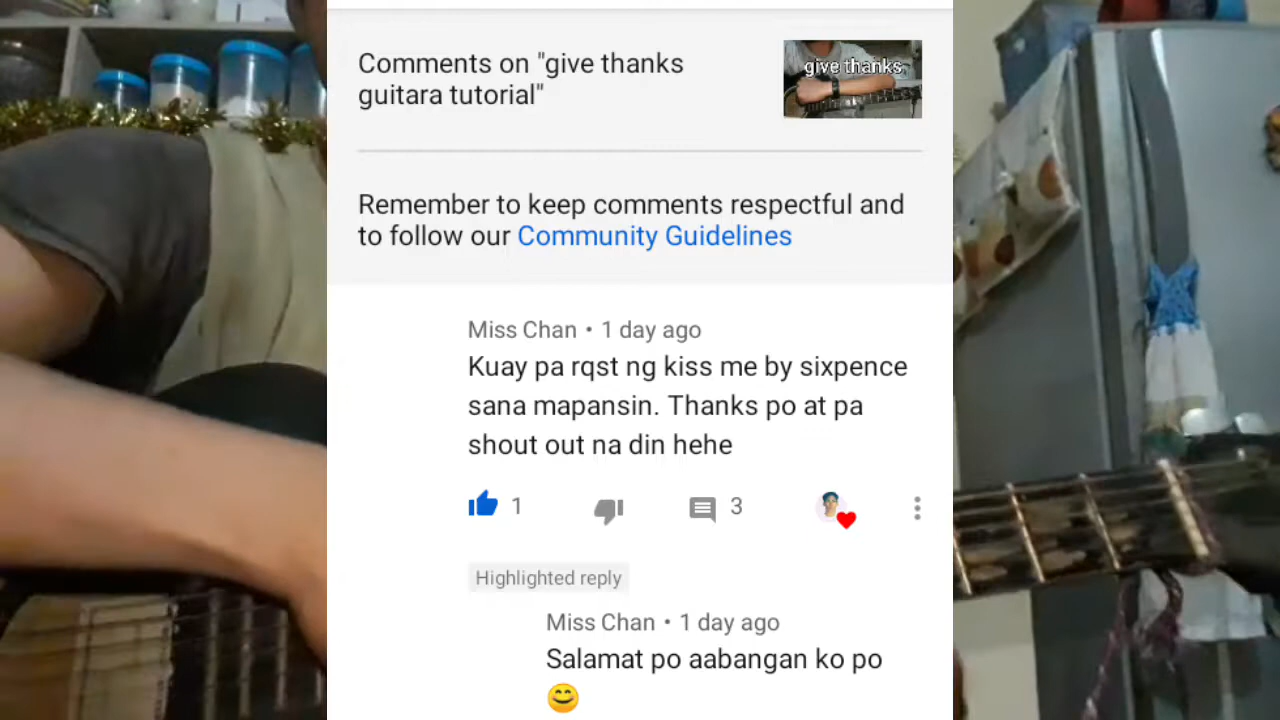 Comments on "give thanks
guitara tutorial"
give thanks
Remember to keep comments respectful and
to follow our Community Guidelines
Miss Chan • 1 day ago
Kuay pa rqst ng kiss me by sixpence
sana mapansin. Thanks po at pa
shout out na din hehe
1
3
Highlighted reply
Miss Chan • 1 day ago
Salamat po aabangan ko po
😊